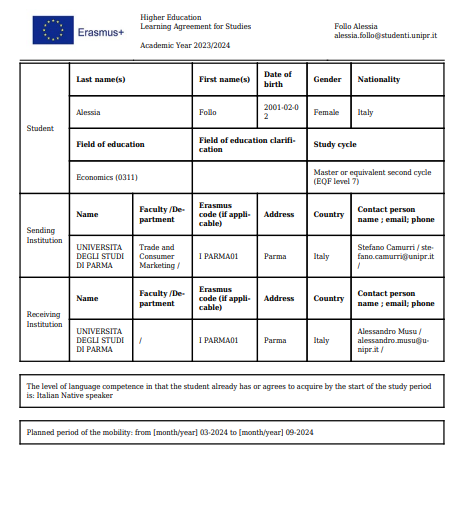 Erasmus+
Higher Education
Learning Agreement for Studies
Academic Year 2023/2024
Follo Alessia
alessia.follo@studenti.unipr.it
Student
Last name(s) First name(s) Date of birth Gender Nationality
Alessia Follo 2001-02-02 Female Italy
Field of education Field of education clarifi-
cation Study cycle
Economics (0311) Master or equivalent second cycle
(EQF level 7)
Sending
Institution
Name Faculty /De-
partment Erasmus
code (if appli-
cable) Address Country Contact person
name ; email; phone
UNIVERSITA
DEGLI STUDI
DI PARMA Trade and
Consumer
Marketing / I PARMA01 Parma Italy Stefano Camurri / ste-
fano.camurri@unipr.it
/
Receiving
Institution
Name Faculty /De-
partment Erasmus
code (if appli-
cable) Address Country Contact person
name ; email; phone
UNIVERSITA
DEGLI STUDI
DI PARMA / I PARMA01 Parma Italy Alessandro Musu /
alessandro.musu@u-
nipr.it /
The level of language competence in that the student already has or agrees to acquire by the start of the study period
is: Italian Native speaker
Planned period of the mobility: from [month/year] 03-2024 to [month/year] 09-2024